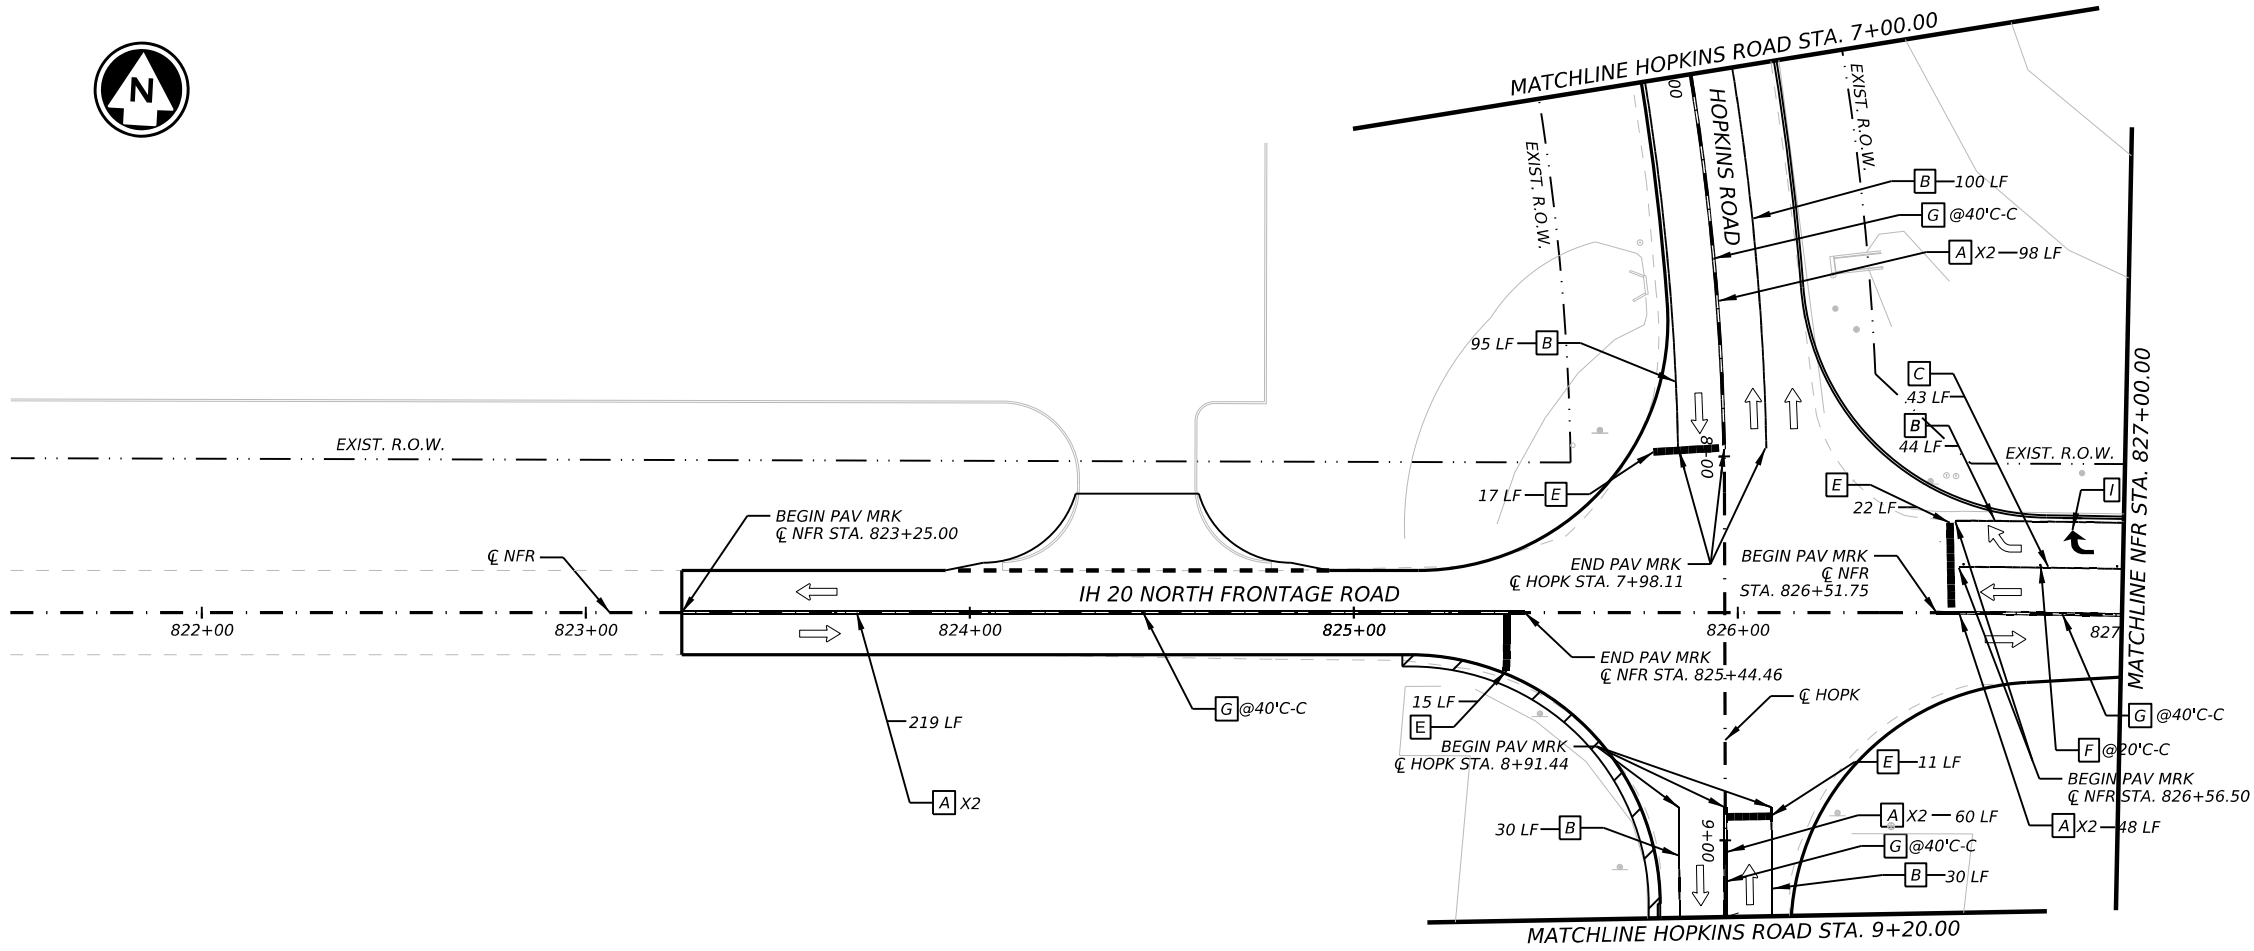 N
MATCHLINE HOPKINS ROAD STA. 7+00.00
00
HOPKINS ROAD
EXIST. R.O.W.
EXIST. R.O.W.
B 100 LF
G @40'C-C
A X2 98 LF
95 LF B
C
43 LF
B
44 LF
EXIST. R.O.W.
MATCHLINE NFR STA. 827+00.00
EXIST. R.O.W.
8+00
17 LF E
E
22 LF
I
BEGIN PAV MRK
℄ NFR STA. 823+25.00
℄ NFR
END PAV MRK
℄ HOPK STA. 7+98.11
BEGIN PAV MRK
℄ NFR
STA. 826+51.75
IH 20 NORTH FRONTAGE ROAD
822+00
823+00
824+00
825+00
826+00
827
END PAV MRK
℄ NFR STA. 825+44.46
℄ HOPK
219 LF
G @40'C-C
15 LF
E
BEGIN PAV MRK
℄ HOPK STA. 8+91.44
G @40'C-C
F @20'C-C
E 11 LF
BEGIN PAV MRK
℄ NFR STA. 826+56.50
A X2
30 LF B
9+00
A X2 60 LF
A X2 48 LF
G @40'C-C
B 30 LF
MATCHLINE HOPKINS ROAD STA. 9+20.00